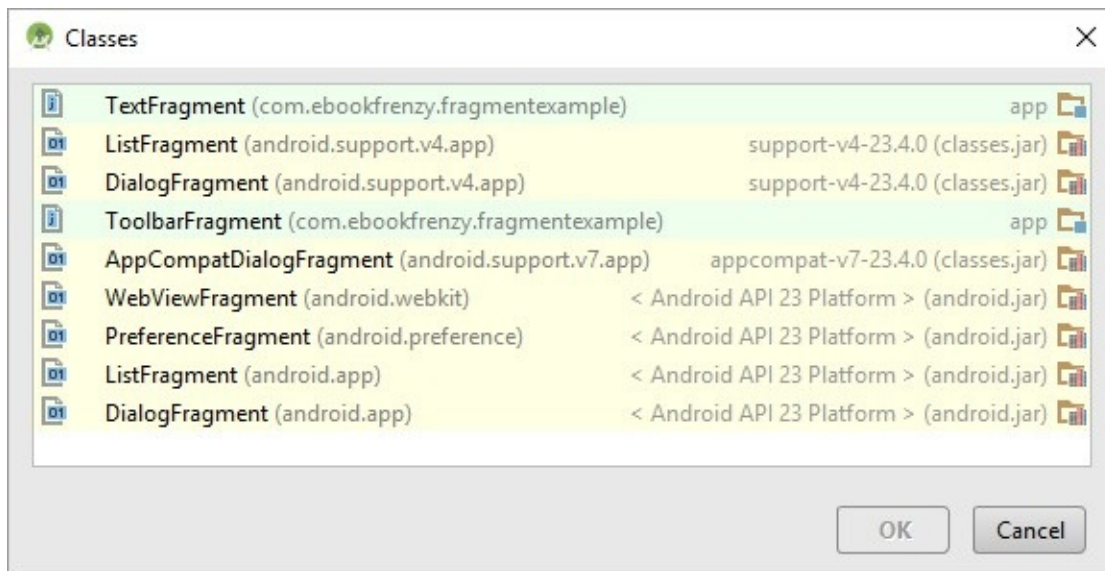 Classes
TextFragment (com.ebookfrenzy.fragmentexample) app
ListFragment (android.support.v4.app) support-v4-23.4.0 (classes.jar)
DialogFragment (android.support.v4.app) support-v4-23.4.0 (classes.jar)
ToolbarFragment (com.ebookfrenzy.fragmentexample) app
AppCompatDialogFragment (android.support.v7.app) appcompat-v7-23.4.0 (classes.jar)
WebViewFragment (android.webkit) < Android API 23 Platform > (android.jar)
PreferenceFragment (android.preference) < Android API 23 Platform > (android.jar)
ListFragment (android.app) < Android API 23 Platform > (android.jar)
DialogFragment (android.app) < Android API 23 Platform > (android.jar)
OK Cancel